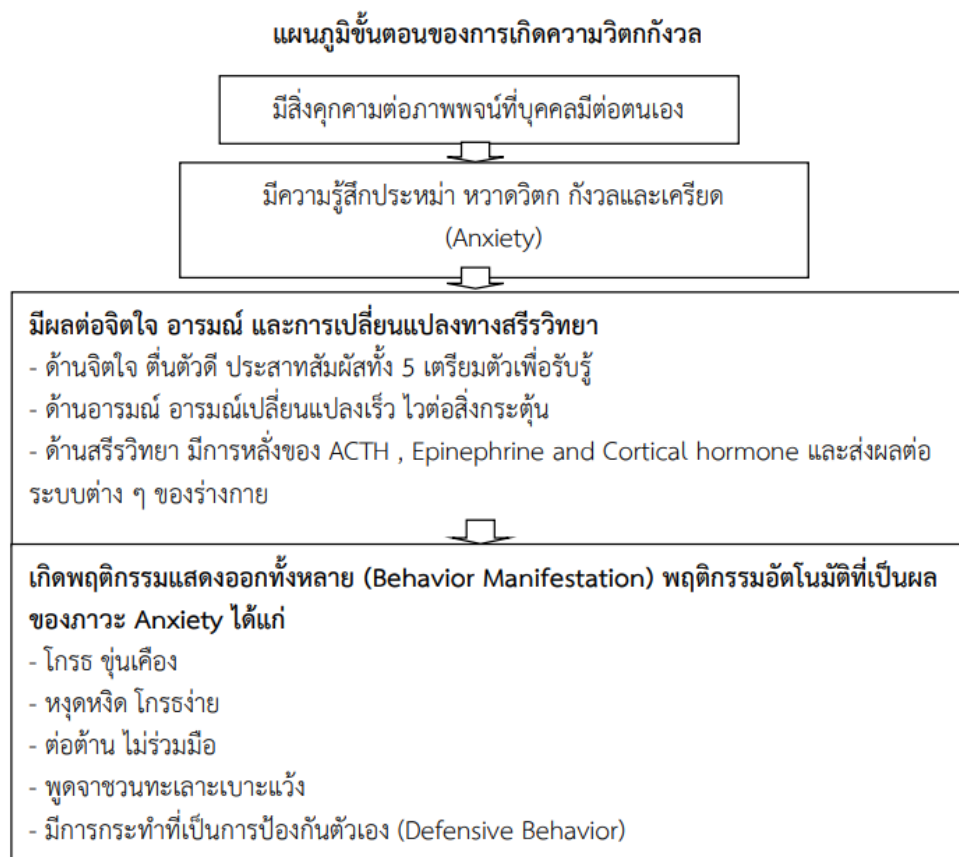 แผนภูมิขั้นตอนของการเกิดความวิตกกังวล
มีสิ่งคุกคามต่อภาพพจน์ที่บุคคลมีต่อตนเอง
มีความรู้สึกประหม่า หวาดวิตก กังวลและเครียด
(Anxiety)
มีผลต่อจิตใจ อารมณ์ และการเปลี่ยนแปลงทางสรีรวิทยา
- ด้านจิตใจ ตื่นตัวดี ประสาทสัมผัสทั้ง 5 เตรียมตัวเพื่อรับรู้
- ด้านอารมณ์ อารมณ์เปลี่ยนแปลงเร็ว ไวต่อสิ่งกระตุ้น
- ด้านสรีรวิทยา มีการหลั่งของ ACTH , Epinephrine and Cortical hormone และส่งผลต่อ
ระบบต่าง ๆ ของร่างกาย
เกิดพฤติกรรมแสดงออกทั้งหลาย (Behavior Manifestation) พฤติกรรมอัตโนมัติที่เป็นผล
ของภาวะ Anxiety ได้แก่
- โกรธ ขุ่นเคือง
- หงุดหงิด โกรธง่าย
- ต่อต้าน ไม่ร่วมมือ
- พูดจาชวนทะเลาะเบาะแว้ง
- มีการกระทำที่เป็นการป้องกันตัวเอง (Defensive Behavior)